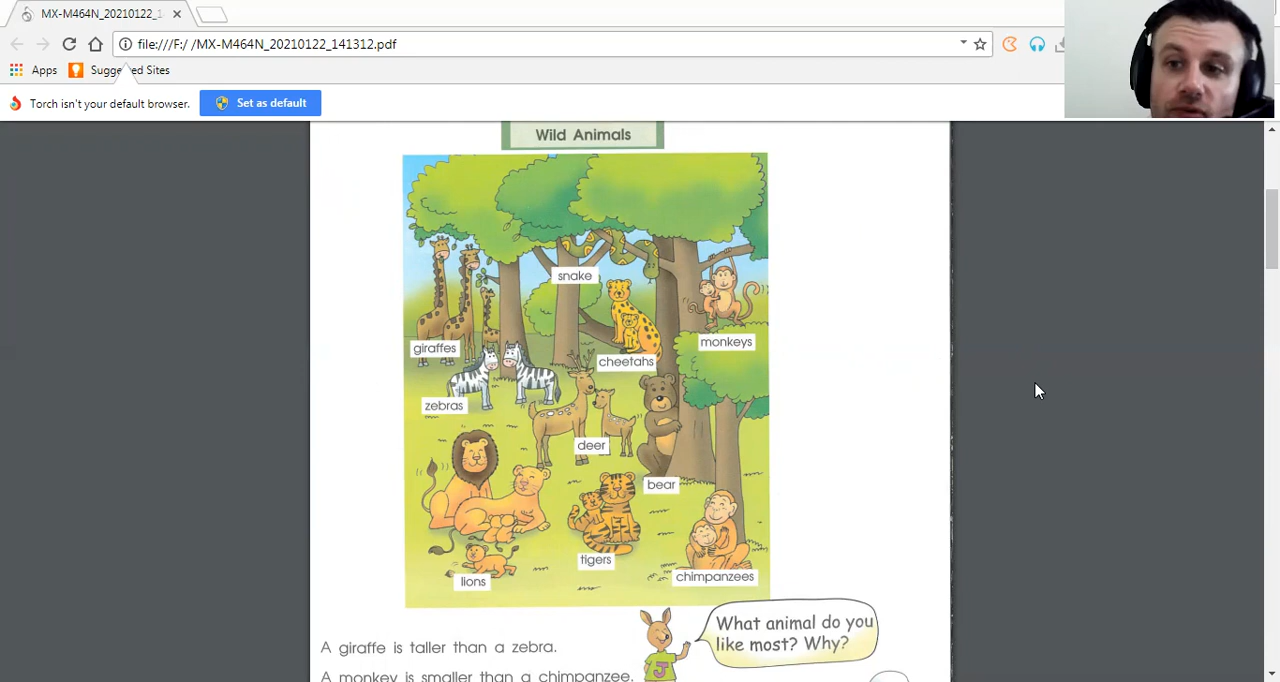 MX-M464N_20210122_1
file:///F:/ /MX-M464N_20210122_141312.pdf
Apps
Suggested Sites
Torch isn't your default browser.
Set as default
Wild Animals
snake
monkeys
giraffes
cheetahs
zebras
deer
bear
tigers
chimpanzees
lions
What animal do you
like most? Why?
A giraffe is taller than a zebra.
A monkey is smaller than a chimpanzee.
J